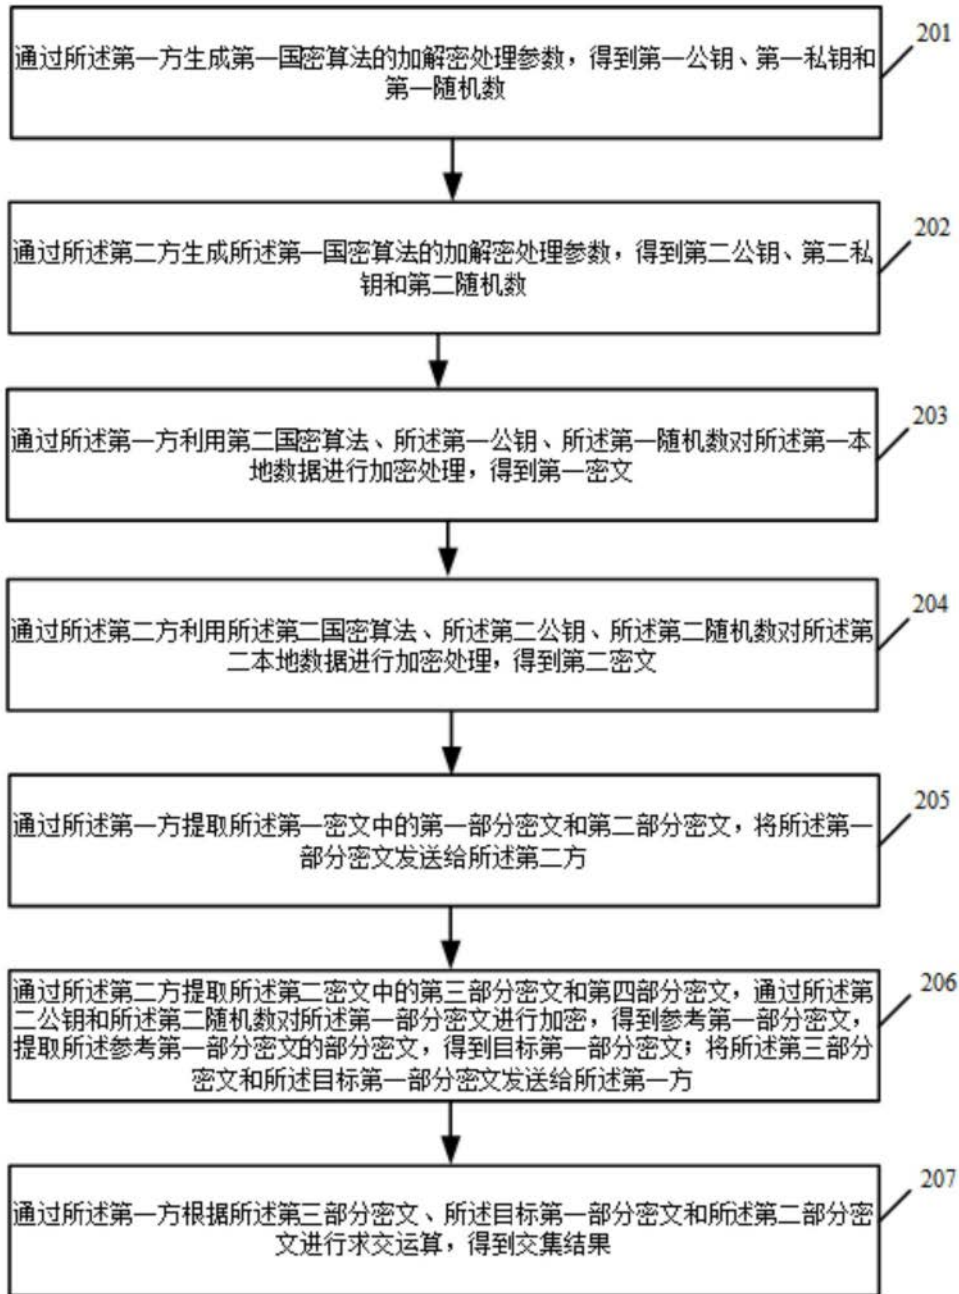 通过所述第一方生成第一国密算法的加解密处理参数，得到第一公钥、第一私钥和
第一随机数
201
通过所述第二方生成所述第一国密算法的加解密处理参数，得到第二公钥、第二私
钥和第二随机数
202
通过所述第一方利用第二国密算法、所述第一公钥、所述第一随机数对所述第一本
地数据进行加密处理，得到第一密文
203
通过所述第二方利用所述第二国密算法、所述第二公钥、所述第二随机数对所述第
二本地数据进行加密处理，得到第二密文
204
通过所述第一方提取所述第一密文中的第一部分密文和第二部分密文，将所述第一
部分密文发送给所述第二方
205
通过所述第二方提取所述第二密文中的第三部分密文和第四部分密文，通过所述第
二公钥和所述第二随机数对所述第一部分密文进行加密，得到参考第一部分密文，
提取所述参考第一部分密文的部分密文，得到目标第一部分密文；将所述第三部分
密文和所述目标第一部分密文发送给所述第一方
206
通过所述第一方根据所述第三部分密文、所述目标第一部分密文和所述第二部分密
文进行求交运算，得到交集结果
207